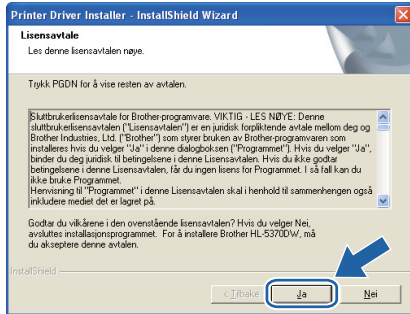 Printer Driver Installer - InstallShield Wizard
Lisensavtale
Les denne lisensavtalen nøye.
Trykk PGDN for å vise resten av avtalen.
Sluttbrukerlisensavtale for Brother-programvare. VIKTIG - LES NØYE: Denne
sluttbrukerlisensavtalen ("Lisensavtalen") er en juridisk forpliktende avtale mellom deg og
Brother Industries, Ltd. ("Brother") som styrer bruken av Brother-programvaren som
installeres hvis du velger "Ja" i denne dialogboksen ("Programmet"). Hvis du velger "Ja",
binder du deg juridisk til betingelsene i denne Lisensavtalen. Hvis du ikke godtar
betingelsene i denne Lisensavtalen, får du ingen lisens for Programmet. I så fall kan du
ikke bruke Programmet.
Henvisning til "Programmet" i denne Lisensavtalen skal i henhold til sammenhengen også
inkludere mediet det er lagret på.
Godtar du vilkårene i den ovenstående lisensavtalen? Hvis du velger Nei,
avsluttes installasjonsprogrammet. For å installere Brother HL-5370DW, må
du akseptere denne avtalen.
InstallShield
< Tilbake Ja Nei